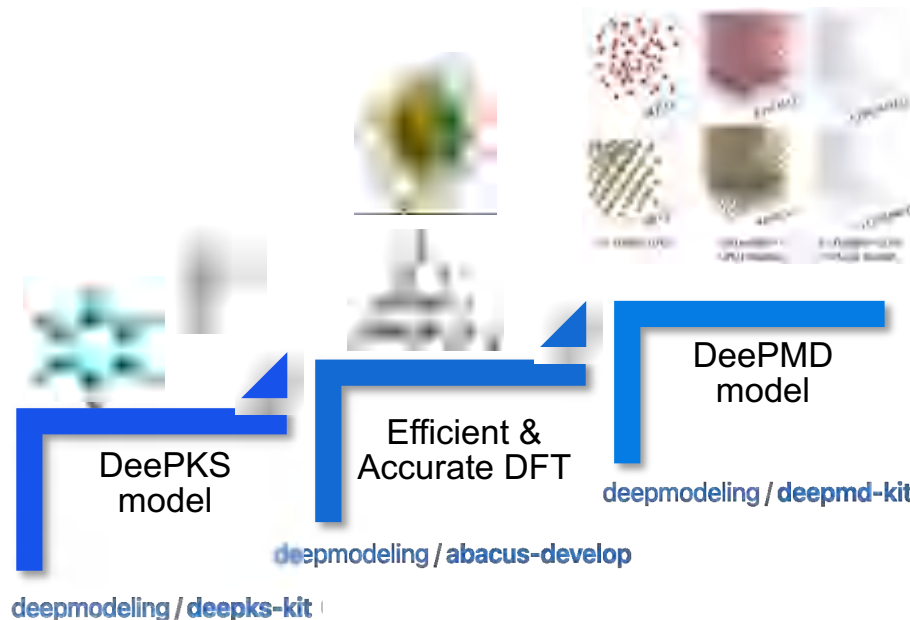 DeePKS
model
deepmodeling / deepks-kit
Efficient &
Accurate DFT
deepmodeling / abacus-develop
DeePMD
model
deepmodeling / deepmd-kit